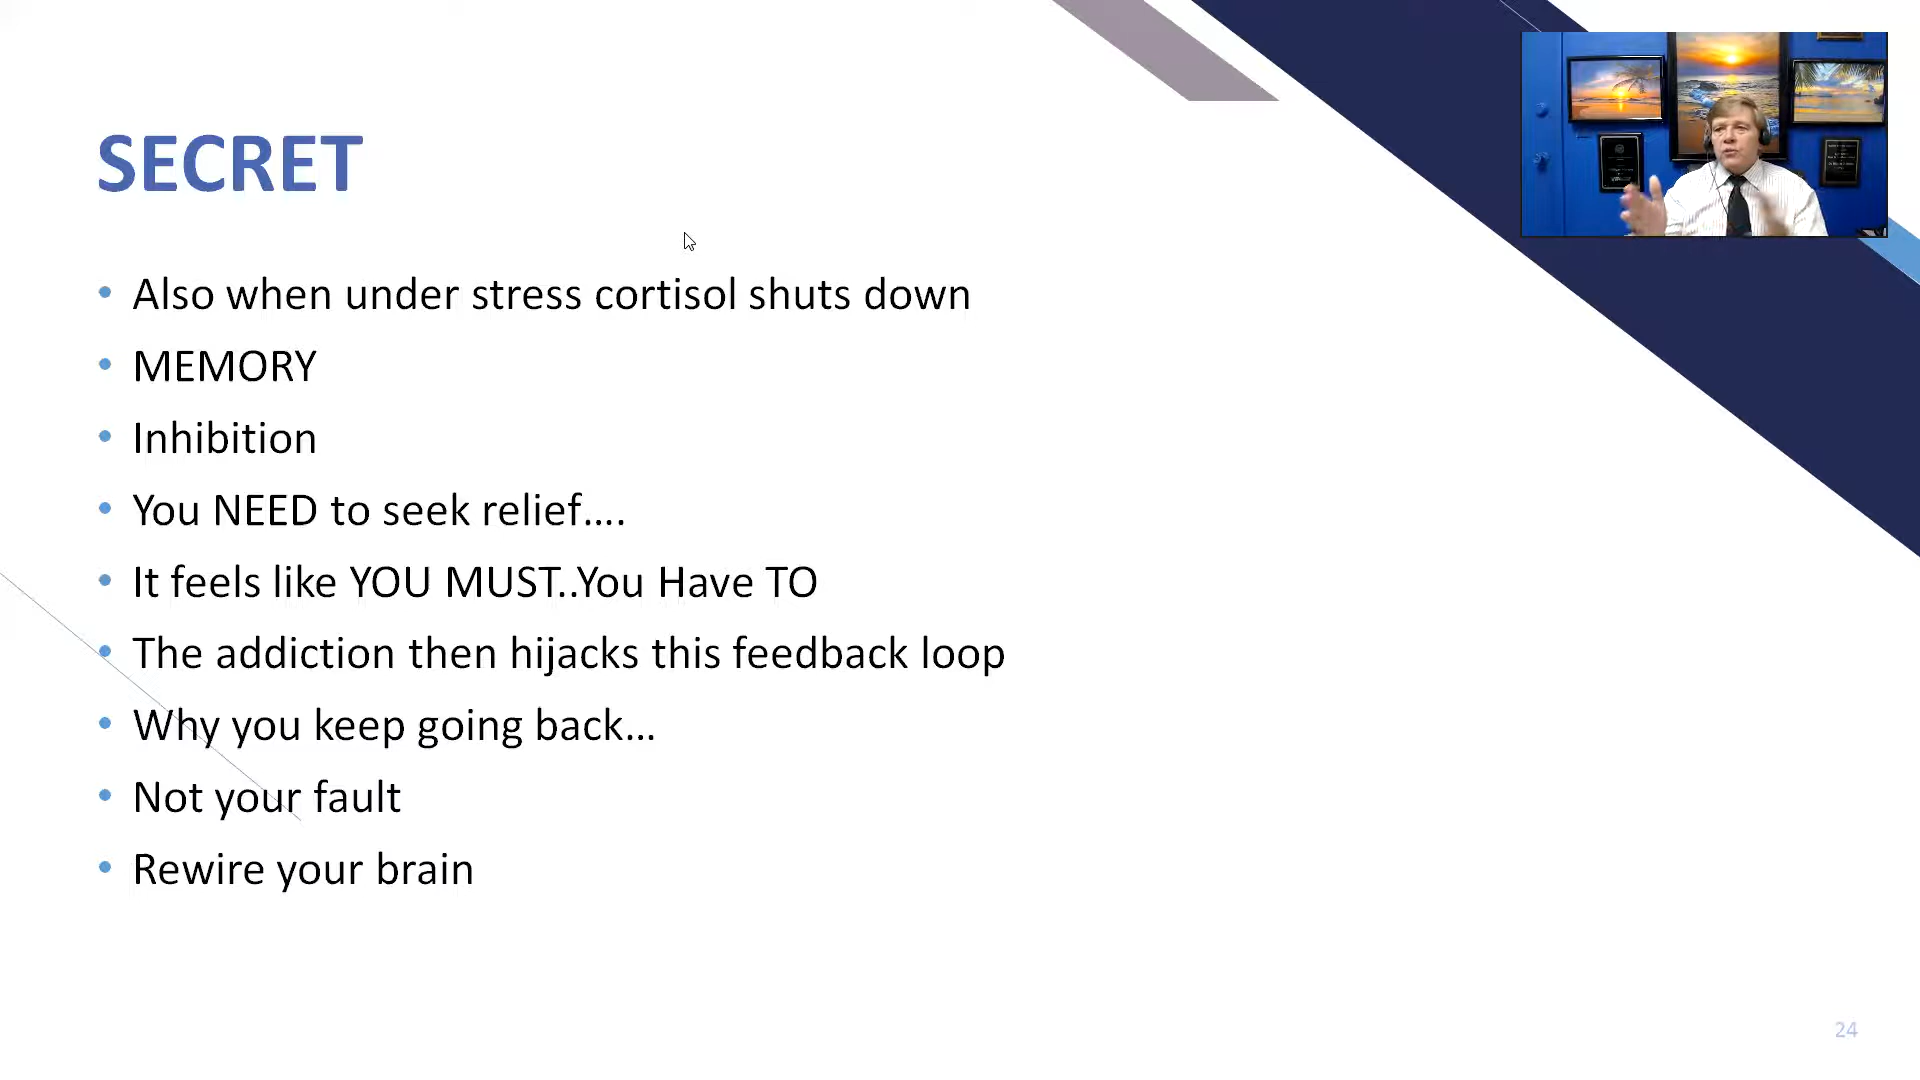 SECRET
• Also when under stress cortisol shuts down
• MEMORY
• Inhibition
• You NEED to seek relief....
• It feels like YOU MUST..You Have TO
• The addiction then hijacks this feedback loop
• Why you keep going back...
• Not your fault
• Rewire your brain
24